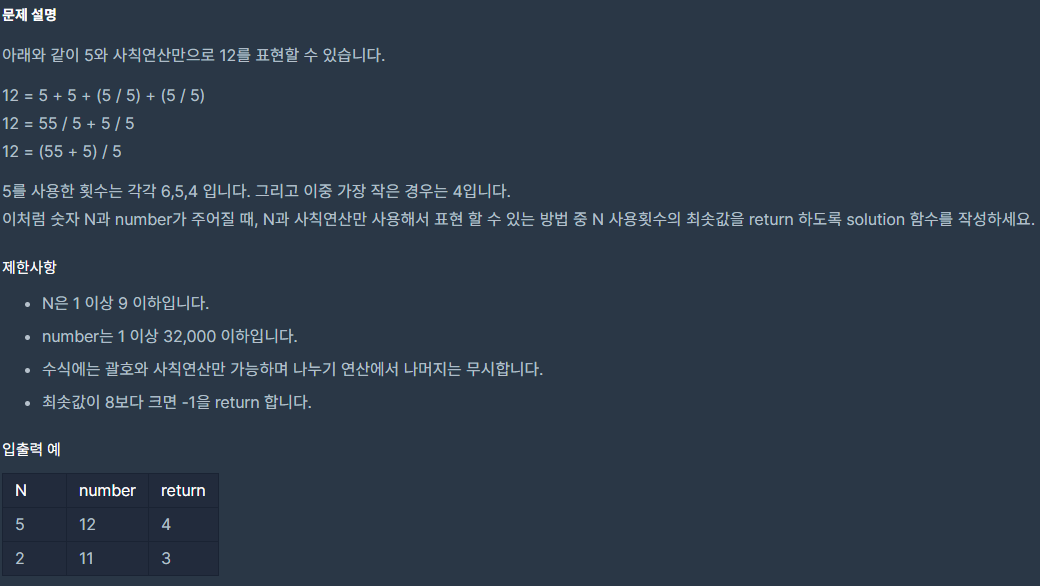 문제 설명
아래와 같이 5와 사칙연산만으로 12를 표현할 수 있습니다.
12 = 5 + 5 + (5 / 5) + (5 / 5)
12 = 55 / 5 + 5 / 5
12 = (55 + 5) / 5
5를 사용한 횟수는 각각 6,5,4 입니다. 그리고 이중 가장 작은 경우는 4입니다.
이처럼 숫자 N과 number가 주어질 때, N과 사칙연산만 사용해서 표현 할 수 있는 방법 중 N 사용횟수의 최솟값을 return 하도록 solution 함수를 작성하세요.
제한사항
• N은 1 이상 9 이하입니다.
• number는 1 이상 32,000 이하입니다.
• 수식에는 괄호와 사칙연산만 가능하며 나누기 연산에서 나머지는 무시합니다.
• 최솟값이 8보다 크면 -1을 return 합니다.
입출력 예
N number return
5 12 4
2 11 3